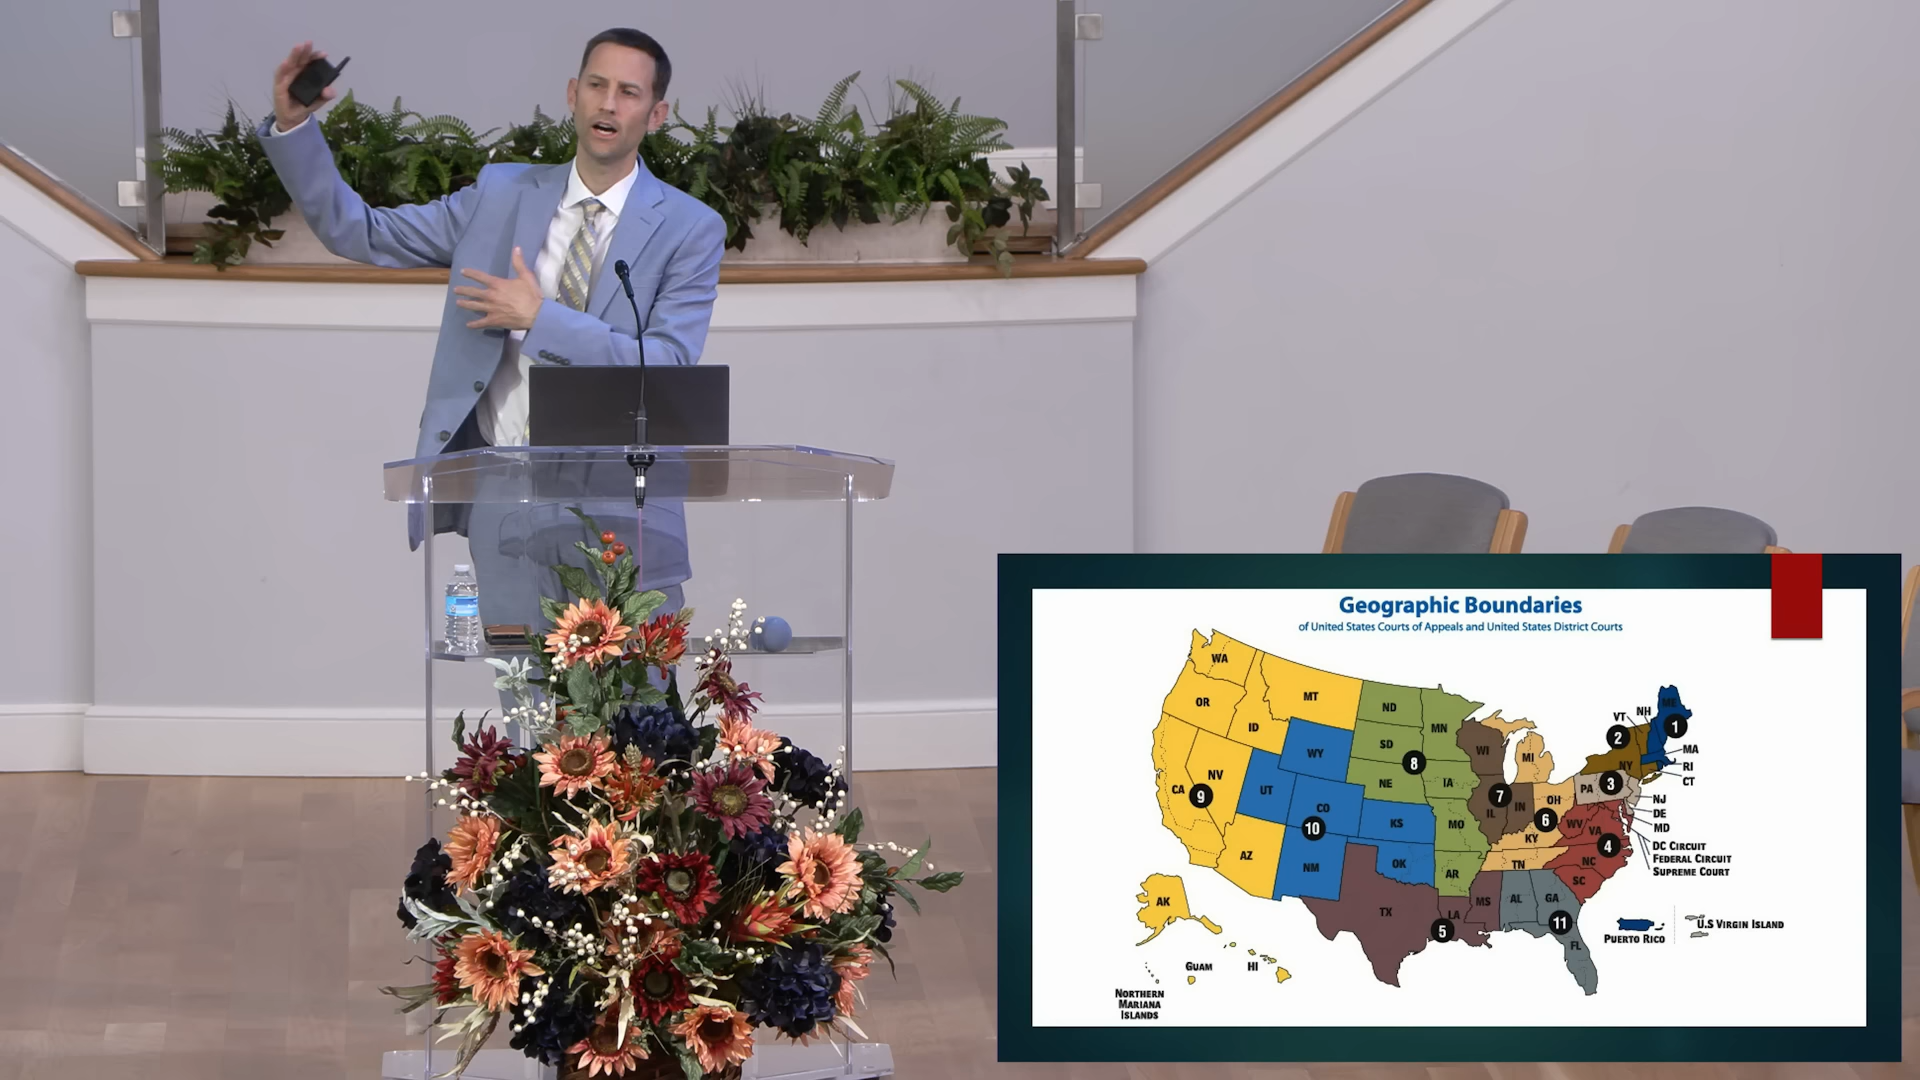 Geographic Boundaries
of United States Courts of Appeals and United States District Courts
WA
OR
ID
MT
WY
NV
CA
9
UT
CO
10
AZ
NM
ND
SD
8
NE
KS
OK
MN
IA
MO
AR
WI
7
IL
IN
MI
OH
6
KY
TN
TX
LA
5
MS
AL
GA
11
FL
VT
NH
ME
1
2
NY
MA
RI
CT
PA
3
NJ
DE
MD
WV
VA
4
NC
SC
DC Circuit
Federal Circuit
Supreme Court
AK
Guam
HI
Northern
Mariana
Islands
Puerto Rico
U.S Virgin Island